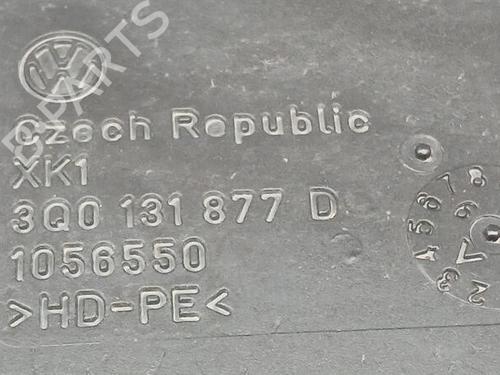 Czech Republic
XK1
3Q0 131 877 D
1056550
>HD-PE<